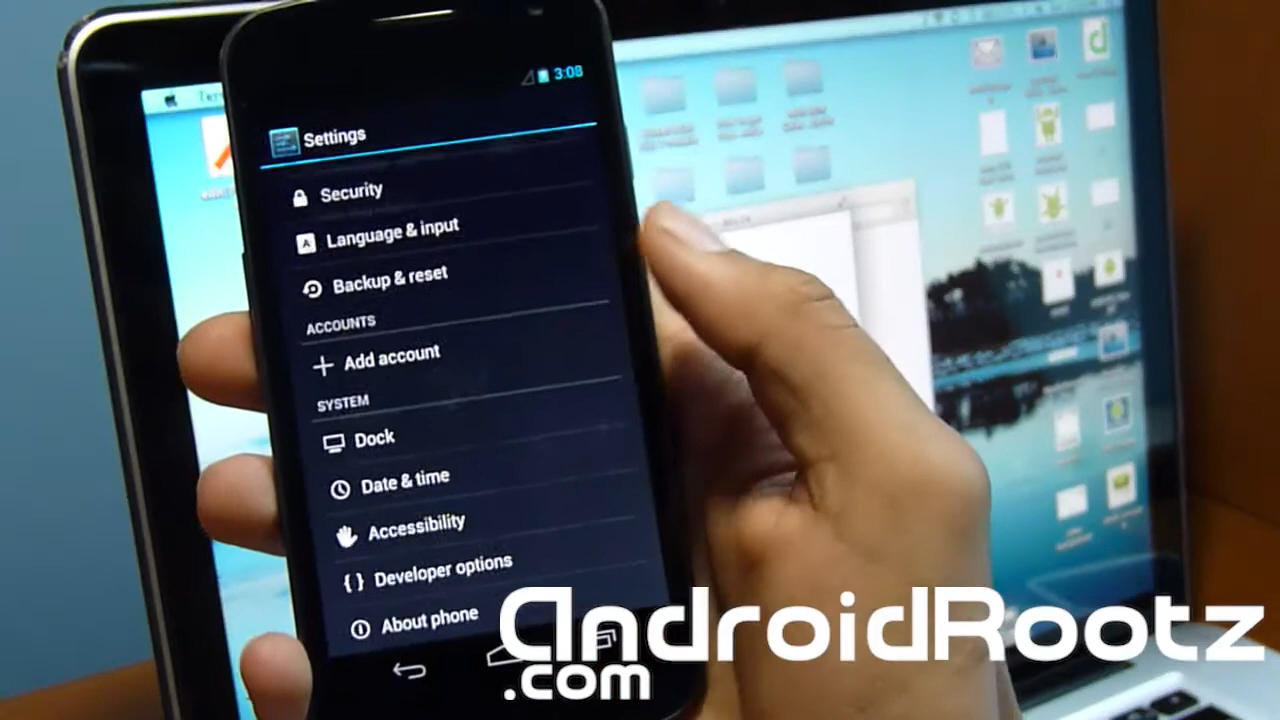 3:08
Settings
Security
Language & input
Backup & reset
ACCOUNTS
Add account
SYSTEM
Dock
Date & time
Accessibility
Developer options
About phone
AndroidRootz
.com